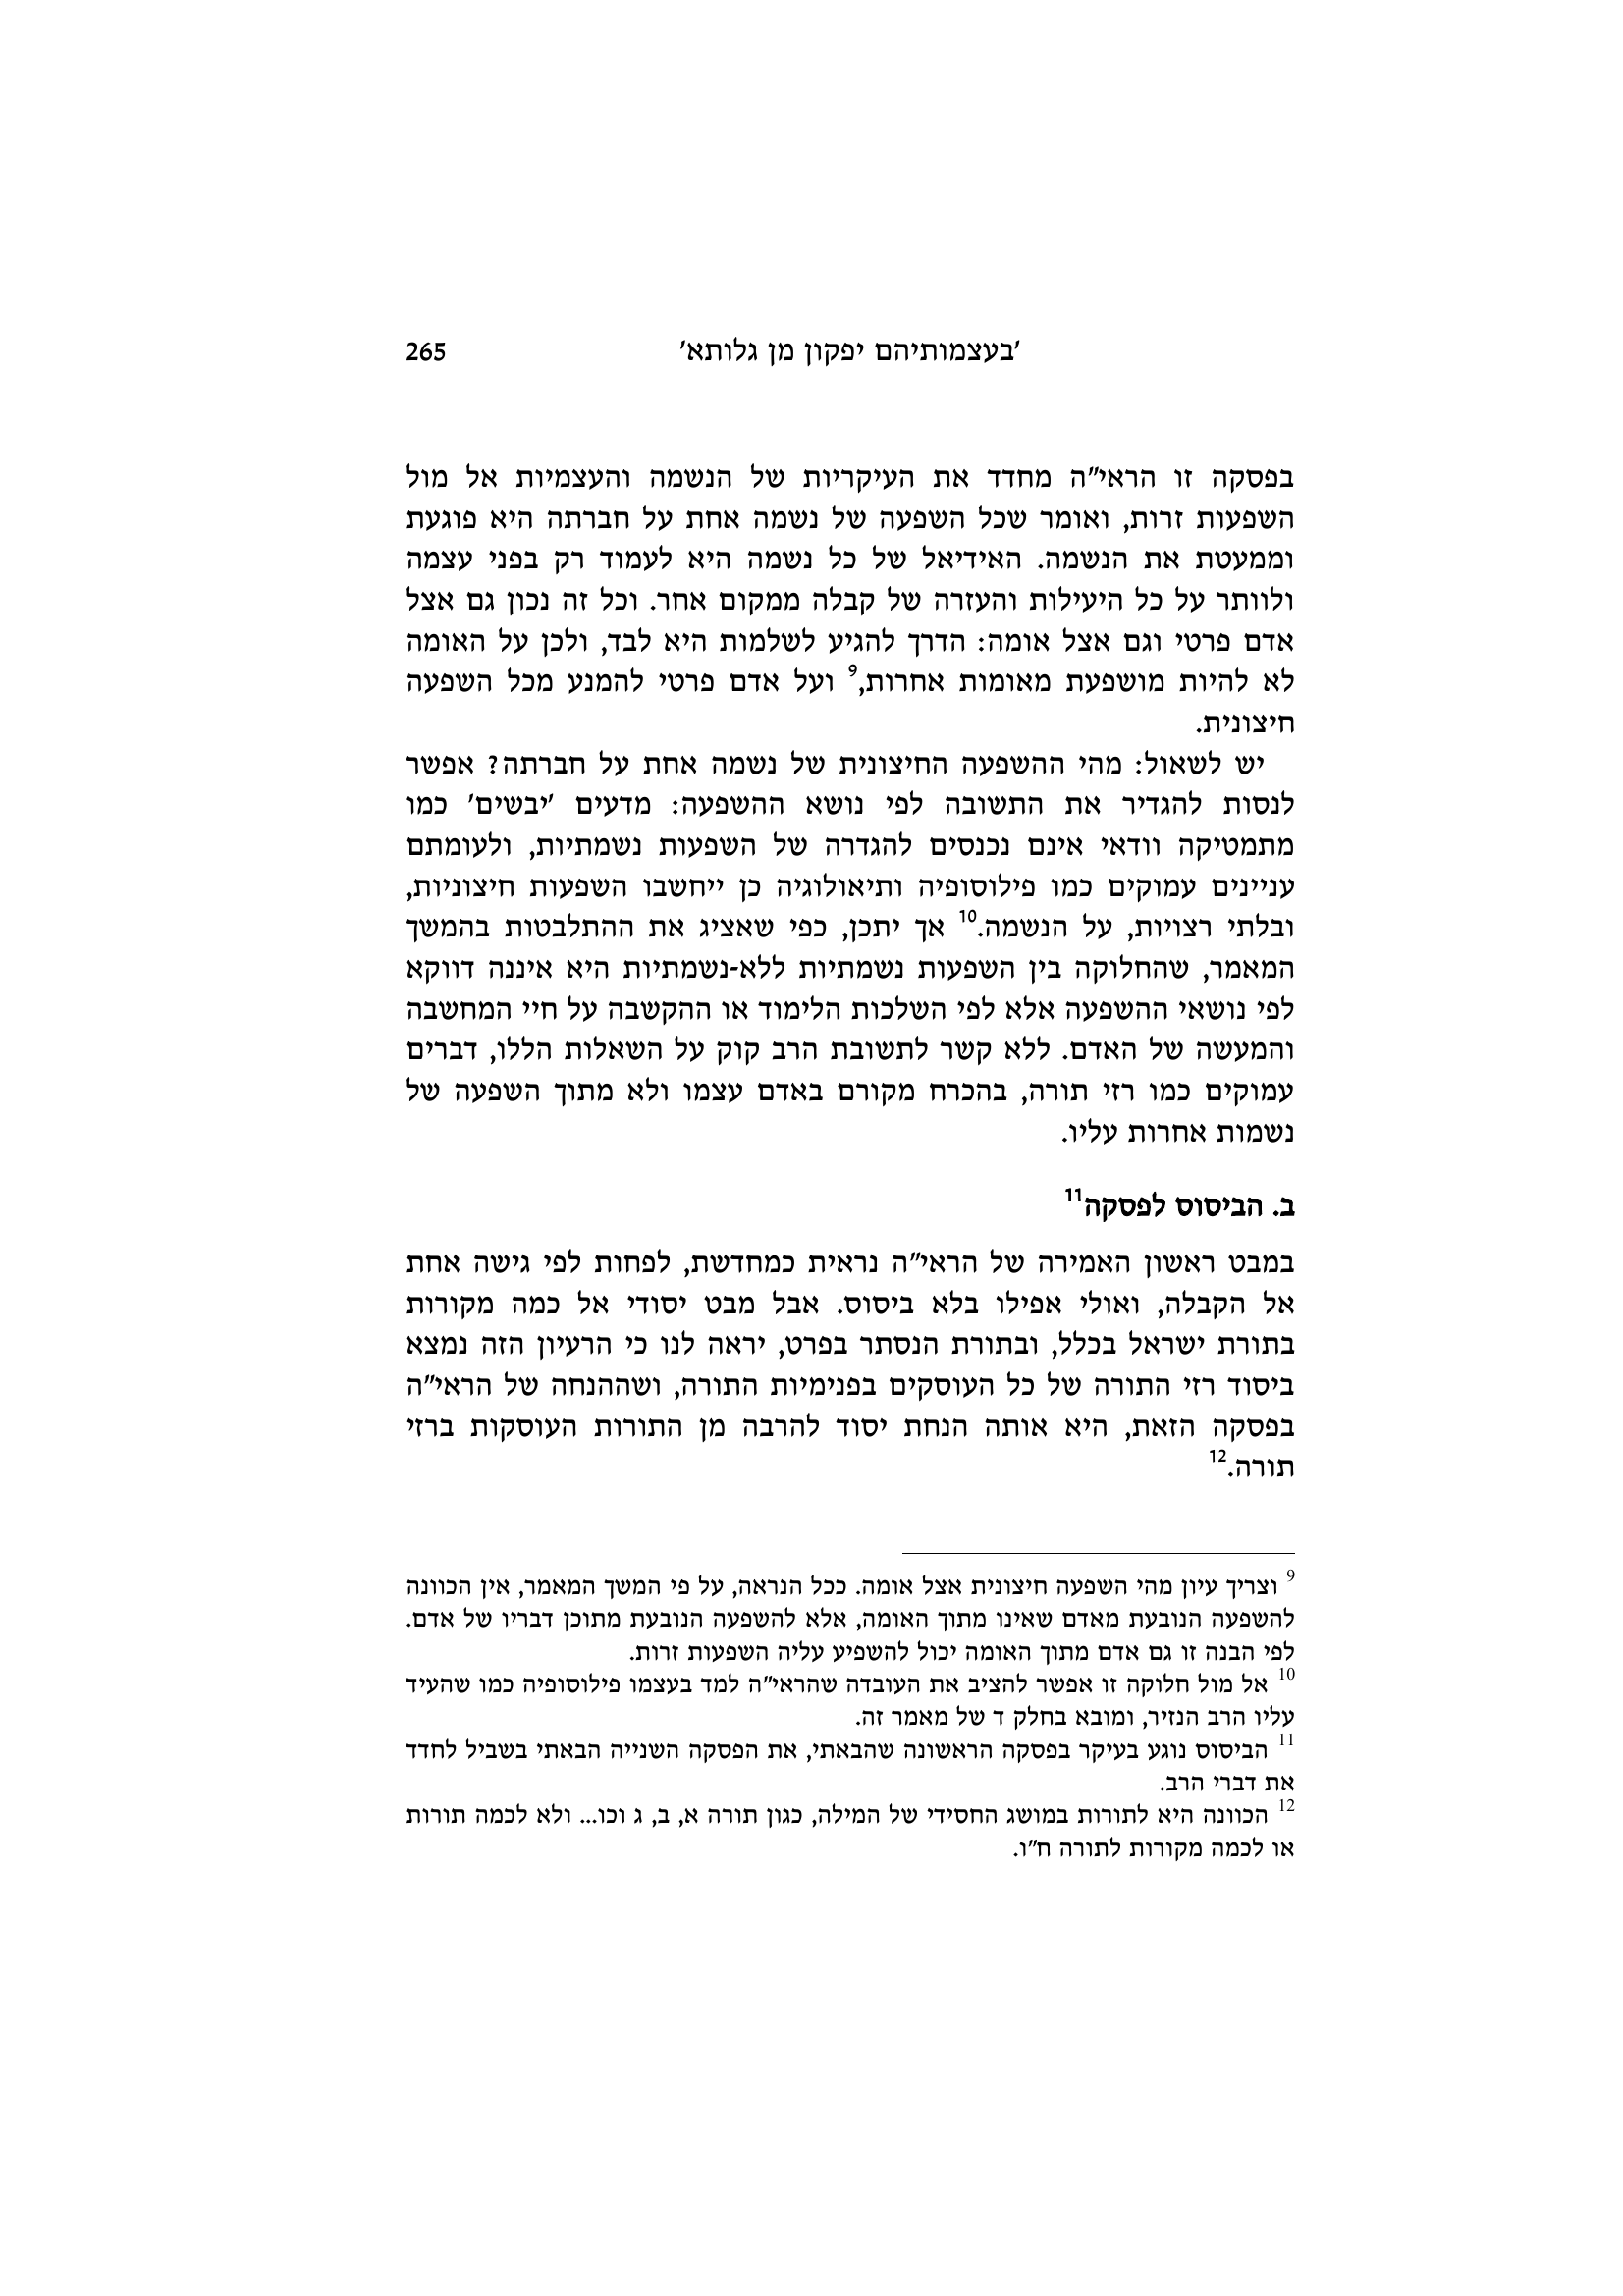 'בעצמותיהם יפקון מן גלותא' 265
בפסקה זו הראי"ה מחדד את העיקריות של הנשמה והעצמיות אל מול
השפעות זרות, ואומר שכל השפעה של נשמה אחת על חברתה היא פוגעת
וממעטת את הנשמה. האידיאל של כל נשמה היא לעמוד רק בפני עצמה
ולוותר על כל היעילות והעזרה של קבלה ממקום אחר. וכל זה נכון גם אצל
אדם פרטי וגם אצל אומה: הדרך להגיע לשלמות היא לבד, ולכן על האומה
לא להיות מושפעת מאומות אחרות,9 ועל אדם פרטי להמנע מכל השפעה
חיצונית.
יש לשאול: מהי ההשפעה החיצונית של נשמה אחת על חברתה? אפשר
לנסות להגדיר את התשובה לפי נושא ההשפעה: מדעים 'יבשים' כמו
מתמטיקה וודאי אינם נכנסים להגדרה של השפעות נשמתיות, ולעומתם
עניינים עמוקים כמו פילוסופיה ותיאולוגיה כן ייחשבו השפעות חיצוניות,
ובלתי רצויות, על הנשמה.10 אך יתכן, כפי שאציג את ההתלבטות בהמשך
המאמר, שהחלוקה בין השפעות נשמתיות ללא-נשמתיות היא איננה דווקא
לפי נושאי ההשפעה אלא לפי השלכות הלימוד או ההקשבה על חיי המחשבה
והמעשה של האדם. ללא קשר לתשובת הרב קוק על השאלות הללו, דברים
עמוקים כמו רזי תורה, בהכרח מקורם באדם עצמו ולא מתוך השפעה של
נשמות אחרות עליו.
ב. הביסוס לפסקה11
במבט ראשון האמירה של הראי"ה נראית כמחדשת, לפחות לפי גישה אחת
אל הקבלה, ואולי אפילו בלא ביסוס. אבל מבט יסודי אל כמה מקורות
בתורת ישראל בכלל, ובתורת הנסתר בפרט, יראה לנו כי הרעיון הזה נמצא
ביסוד רזי התורה של כל העוסקים בפנימיות התורה, ושההנחה של הראי"ה
בפסקה הזאת, היא אותה הנחת יסוד להרבה מן התורות העוסקות ברזי
תורה.12
9 וצריך עיון מהי השפעה חיצונית אצל אומה. ככל הנראה, על פי המשך המאמר, אין הכוונה
להשפעה הנובעת מאדם שאינו מתוך האומה, אלא להשפעה הנובעת מתוכן דבריו של אדם.
לפי הבנה זו גם אדם מתוך האומה יכול להשפיע עליה השפעות זרות.
10 אל מול חלוקה זו אפשר להציב את העובדה שהראי"ה למד בעצמו פילוסופיה כמו שהעיד
עליו הרב הנזיר, ומובא בחלק ד של מאמר זה.
11 הביסוס נוגע בעיקר בפסקה הראשונה שהבאתי, את הפסקה השנייה הבאתי בשביל לחדד
את דברי הרב.
12 הכוונה היא לתורות במושג החסידי של המילה, כגון תורה א, ב, ג וכו... ולא לכמה תורות
או לכמה מקורות לתורה ח"ו.